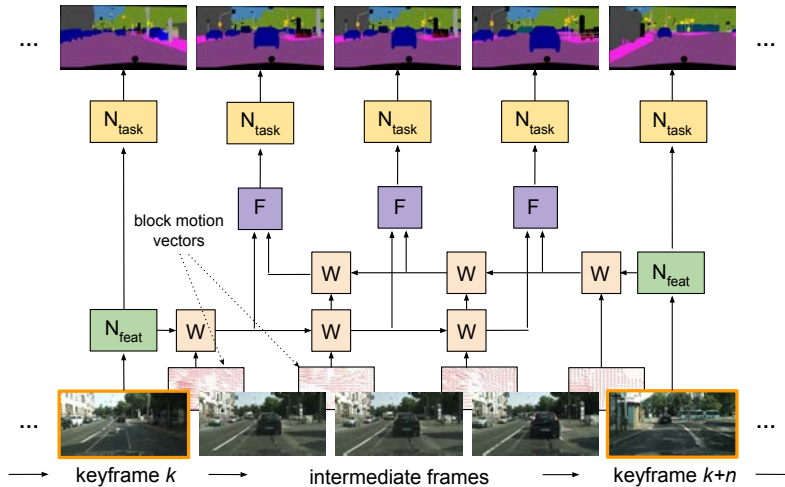 ... ...
N_task N_task N_task N_task N_task
F F F
block motion
vectors
W W W N_feat
N_feat W W W
... ...
keyframe k intermediate frames keyframe k+n